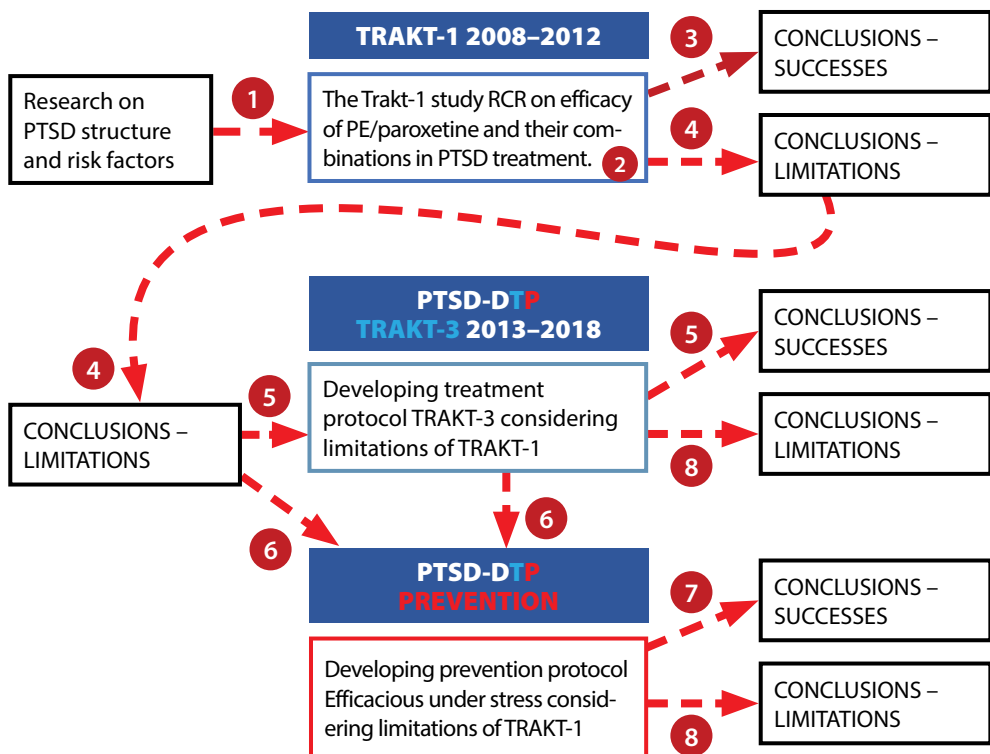 TRAKT-1 2008–2012
3
CONCLUSIONS –
SUCCESSES
Research on
PTSD structure
and risk factors
1
The Trakt-1 study RCR on efficacy
of PE/paroxetine and their com-
binations in PTSD treatment.
2
4
CONCLUSIONS –
LIMITATIONS
PTSD-DTP
TRAKT-3 2013–2018
5
CONCLUSIONS –
SUCCESSES
4
CONCLUSIONS –
LIMITATIONS
5
Developing treatment
protocol TRAKT-3 considering
limitations of TRAKT-1
8
CONCLUSIONS –
LIMITATIONS
6
6
PTSD-DTP
PREVENTION
7
CONCLUSIONS –
SUCCESSES
Developing prevention protocol
Efficacious under stress consid-
ering limitations of TRAKT-1
8
CONCLUSIONS –
LIMITATIONS